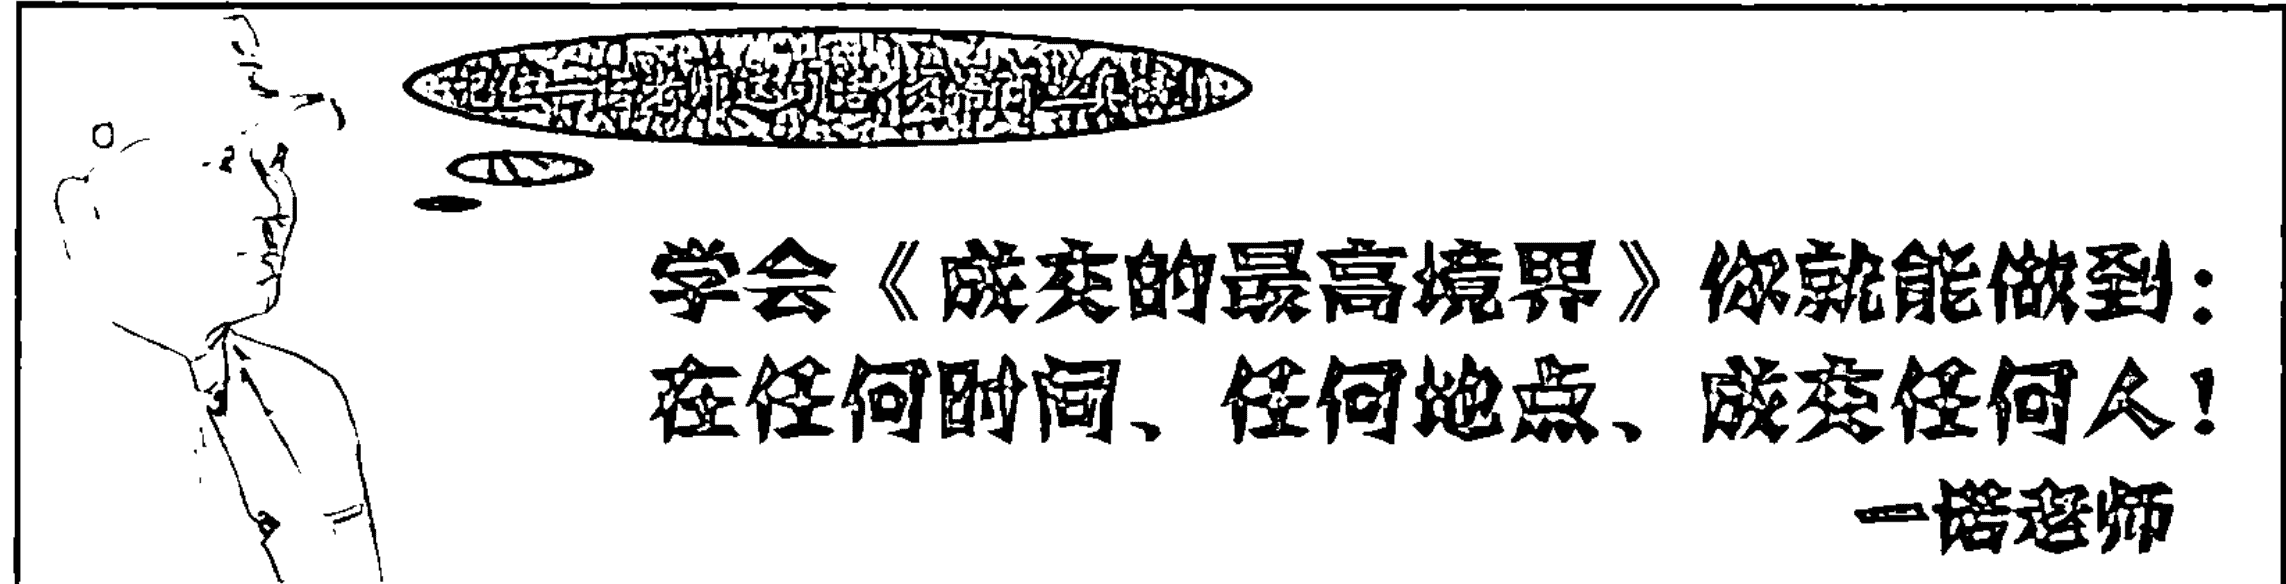 学会《成交的最高境界》你就能做到：
在任何时间、任何地点、成交任何人！
一诺老师